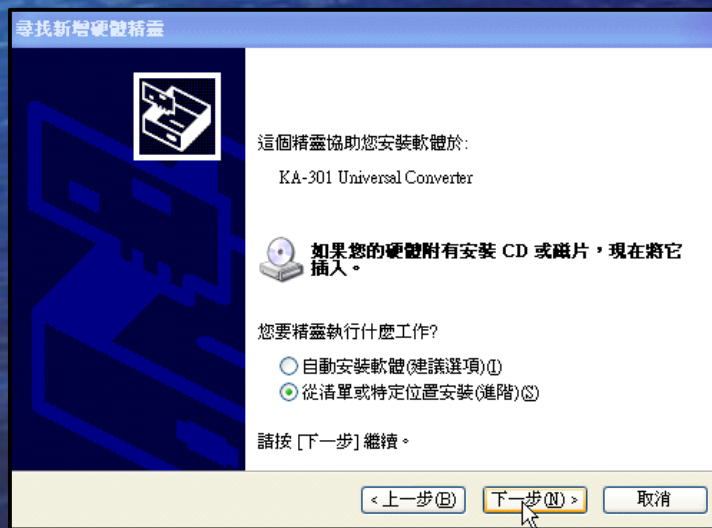 尋找新增硬體精靈
這個精靈協助您安裝軟體於:
KA-301 Universal Converter
如果您的硬體附有安裝 CD 或磁片，現在將它
插入。
您要精靈執行什麼工作?
自動安裝軟體(建議選項)(I)
從清單或特定位置安裝(進階)(S)
請按 [下一步] 繼續。
< 上一步(B)
下一步(N) >
取消